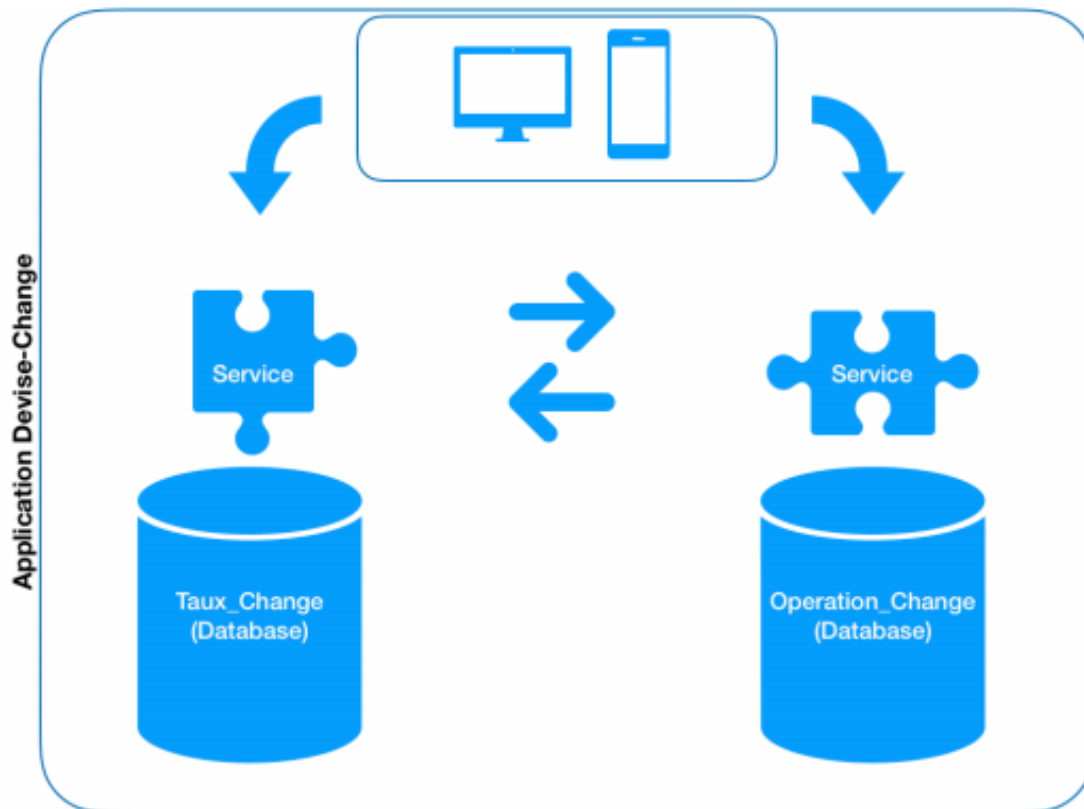 Application Devise-Change
Service
Service
Taux_Change
(Database)
Operation_Change
(Database)